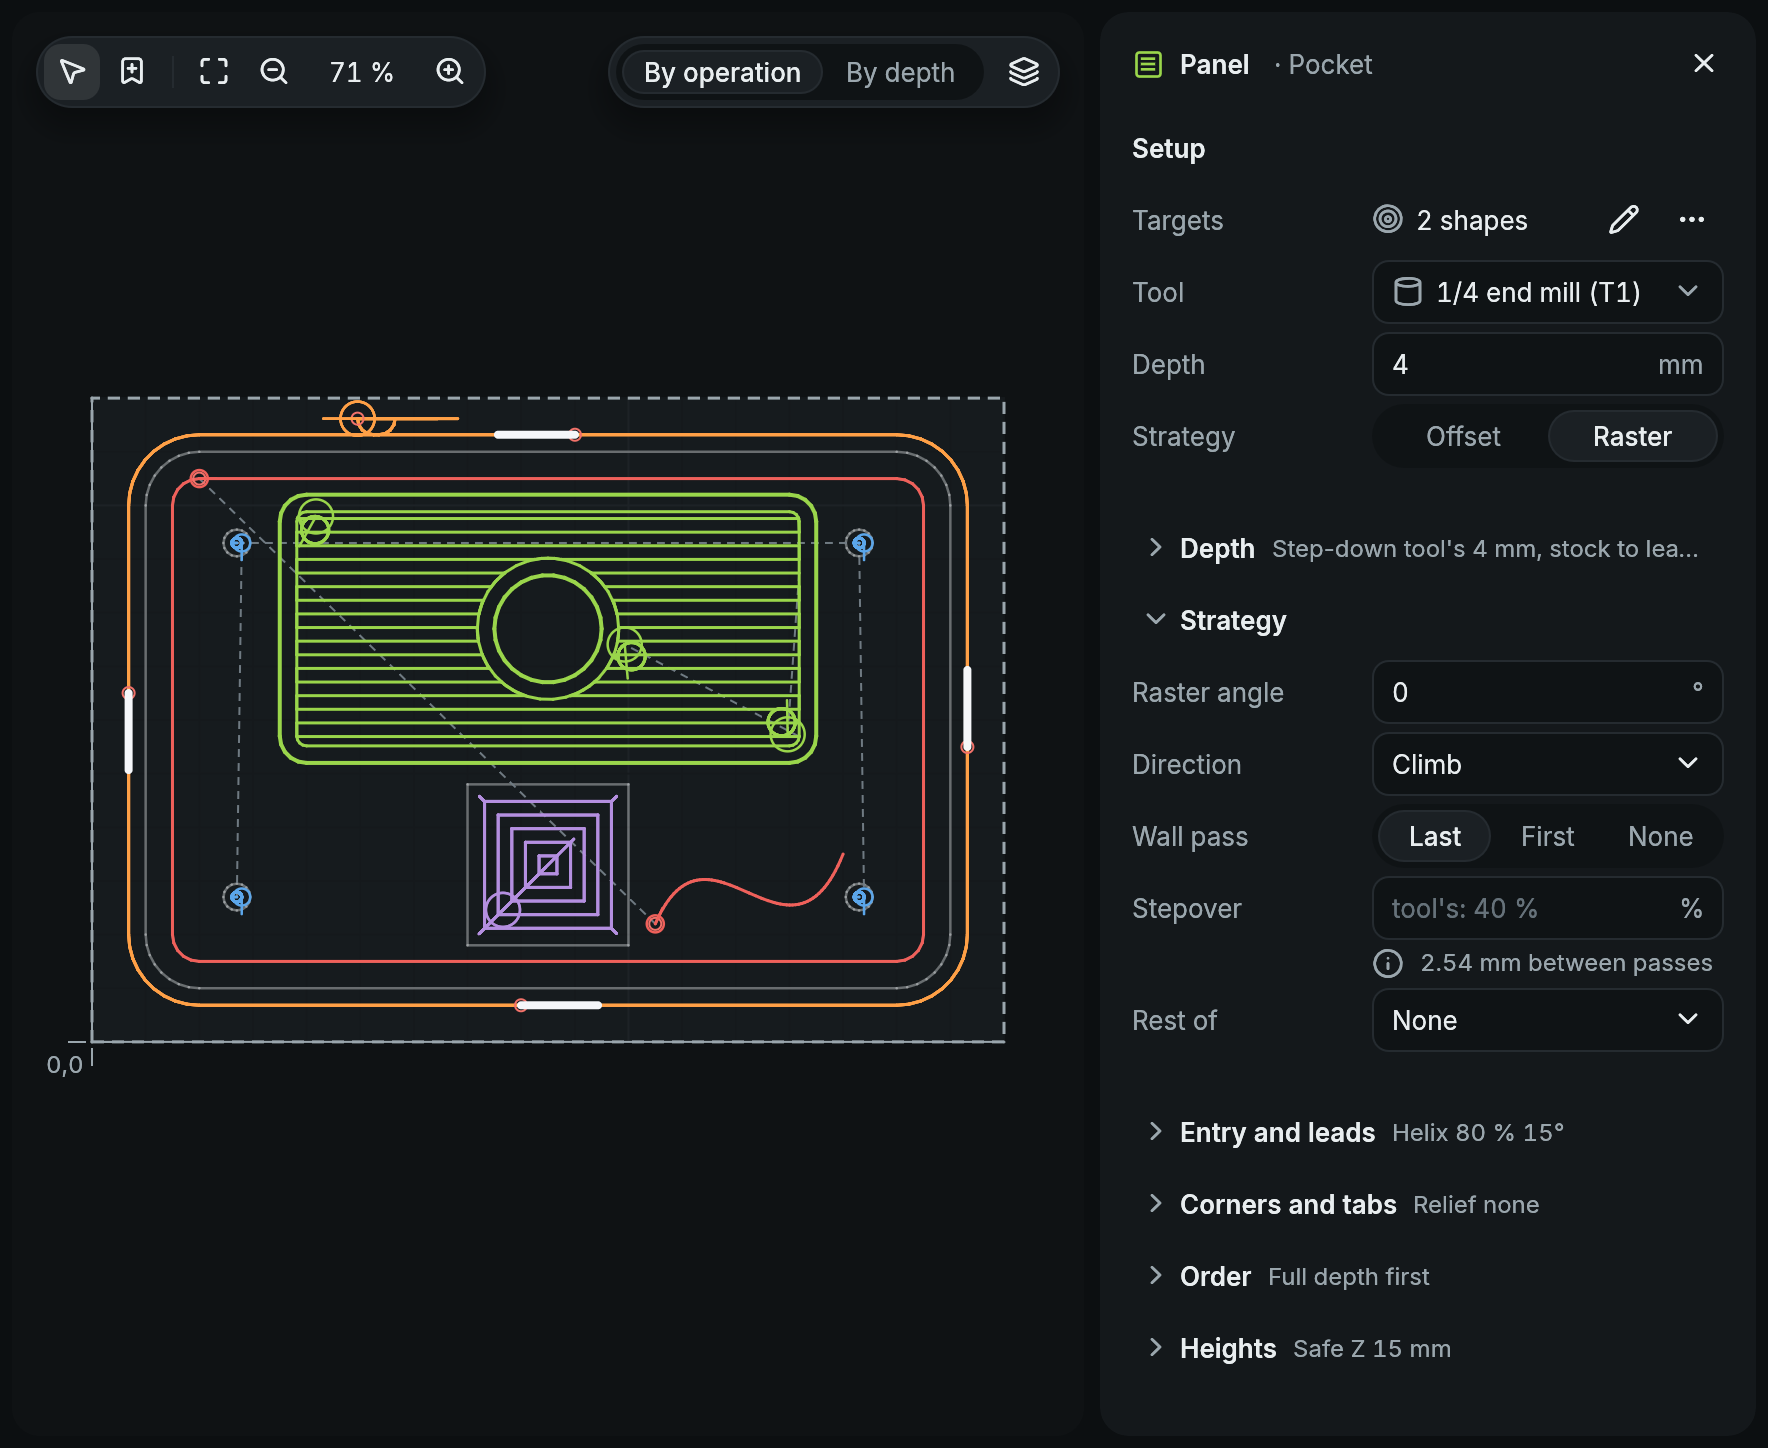 71 %
By operation By depth
Panel · Pocket
Setup
Targets 2 shapes
Tool 1/4 end mill (T1)
Depth 4 mm
Strategy Offset Raster
Depth Step-down tool's 4 mm, stock to lea...
Strategy
Raster angle 0 °
Direction Climb
Wall pass Last First None
Stepover tool's: 40 % %
2.54 mm between passes
Rest of None
0,0
Entry and leads Helix 80 % 15°
Corners and tabs Relief none
Order Full depth first
Heights Safe Z 15 mm